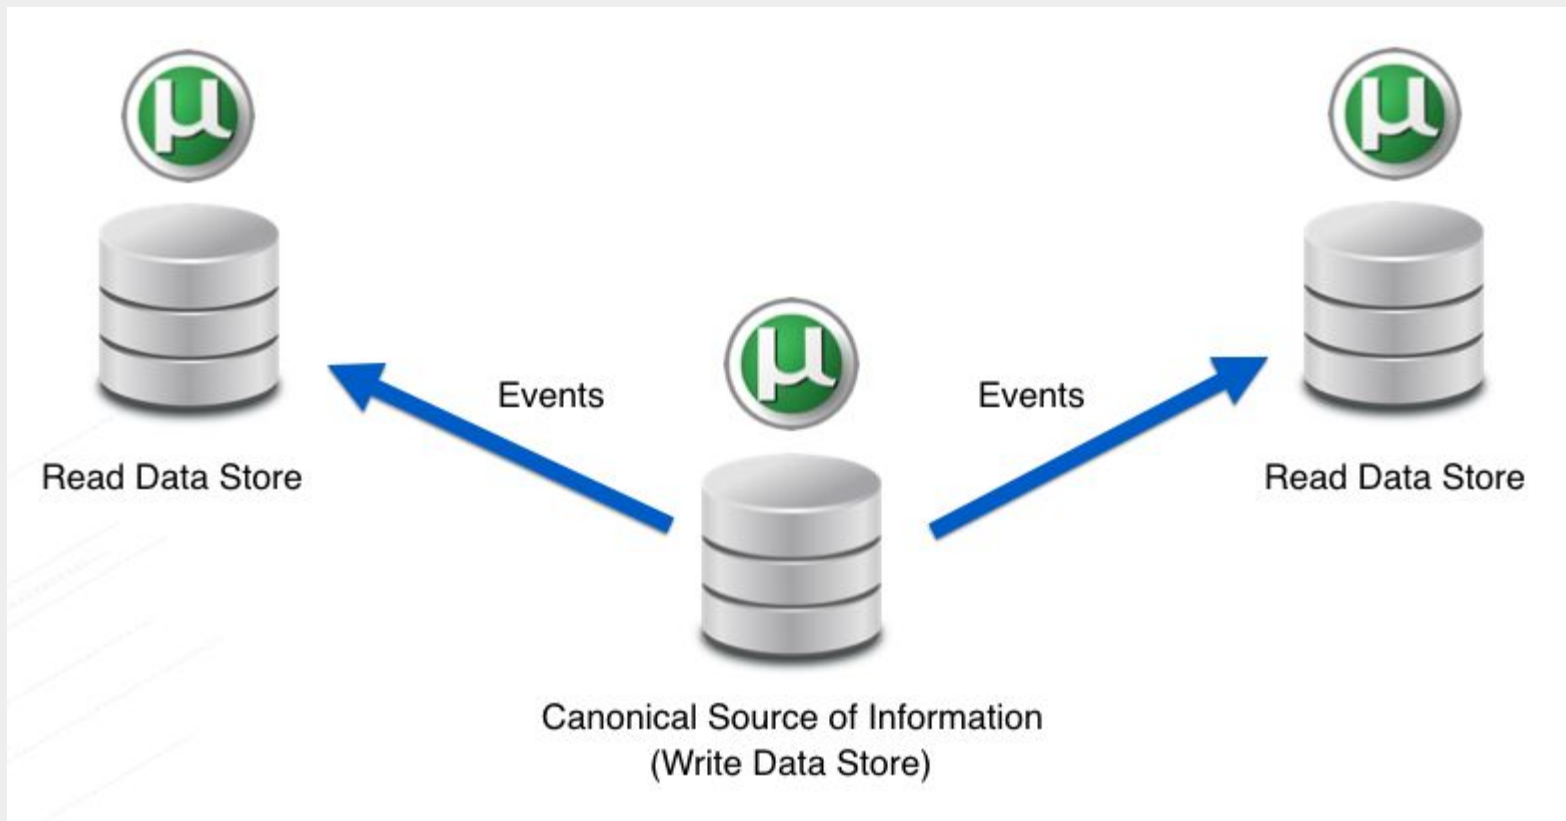 µ
µ
µ
Events
Events
Read Data Store
Read Data Store
Canonical Source of Information
(Write Data Store)